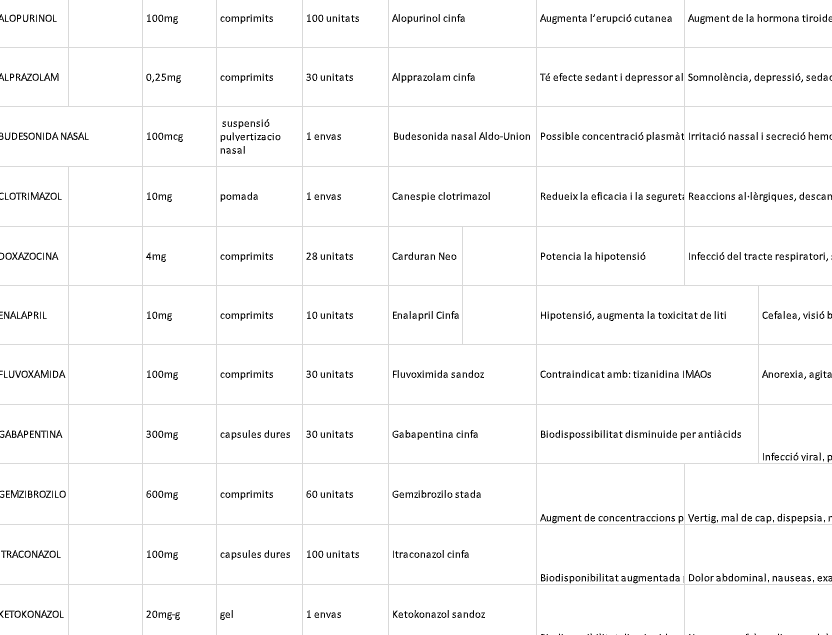 ALOPURINOL 100mg comprimits 100 unitats Alopurinol cinfa Augmenta l'erupció cutanea Augment de la hormona tiroide
ALPRAZOLAM 0,25mg comprimits 30 unitats Alpprazolam cinfa Té efecte sedant i depressor al Somnolència, depressió, sedac
BUDESONIDA NASAL 100mcg suspensió pulvertizacio nasal 1 envas Budesonida nasal Aldo-Union Possible concentració plasmàt Irritació nassal i secreció hemo
CLOTRIMAZOL 10mg pomada 1 envas Canespie clotrimazol Redueix la eficacia i la segureta Reaccions al·lèrgiques, descam
DOXAZOCINA 4mg comprimits 28 unitats Carduran Neo Potencia la hipotensió Infecció del tracte respiratori,
ENALAPRIL 10mg comprimits 10 unitats Enalapril Cinfa Hipotensió, augmenta la toxicitat de liti Cefalea, visió b
FLUVOXAMIDA 100mg comprimits 30 unitats Fluvoximida sandoz Contraindicat amb: tizanidina IMAOs Anorexia, agita
GABAPENTINA 300mg capsules dures 30 unitats Gabapentina cinfa Biodispossibilitat disminuide per antiàcids Infecció viral, p
GEMZIBROZILO 600mg comprimits 60 unitats Gemzibrozilo stada Augment de concentraccions p Vertig, mal de cap, dispepsia,
ITRACONAZOL 100mg capsules dures 100 unitats Itraconazol cinfa Biodisponibilitat augmentada Dolor abdominal, nauseas, exa
KETOKONAZOL 20mg-g gel 1 envas Ketokonazol sandoz